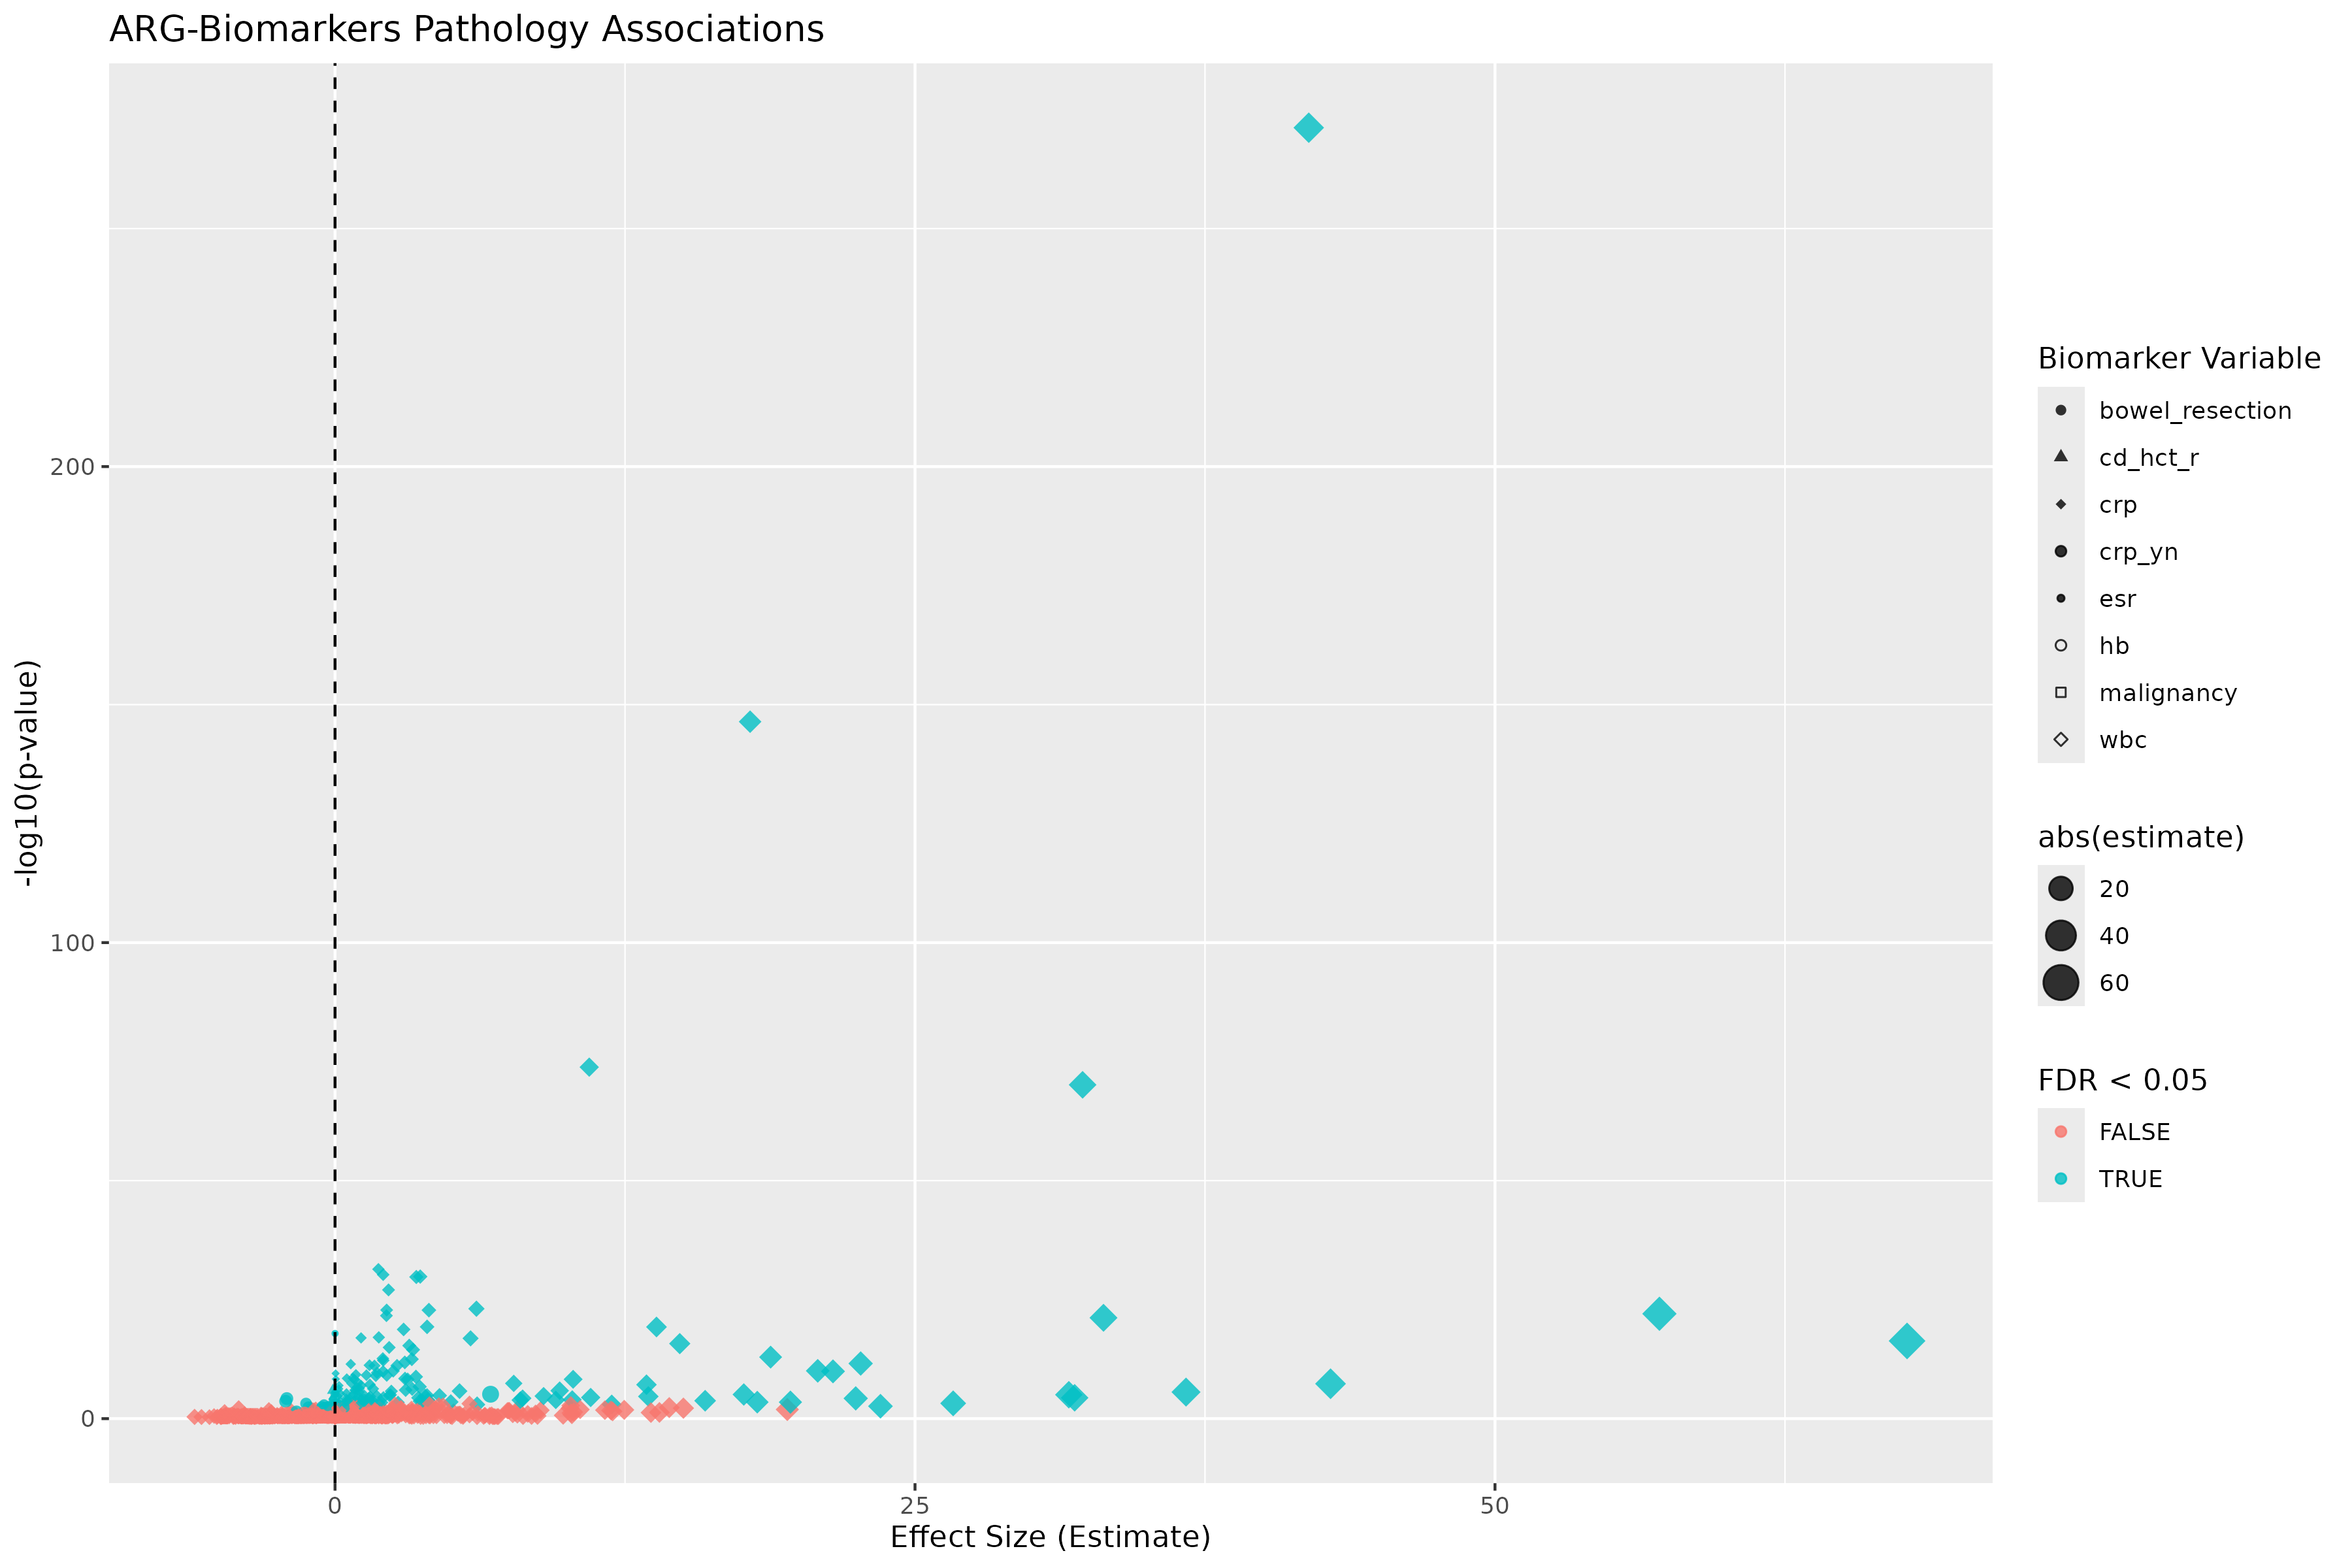 ARG-Biomarkers Pathology Associations
-log10(p-value)
200
100
0
0
25
50
Effect Size (Estimate)
Biomarker Variable
bowel_resection
cd_hct_r
crp
crp_yn
esr
hb
malignancy
wbc
abs(estimate)
20
40
60
FDR < 0.05
FALSE
TRUE